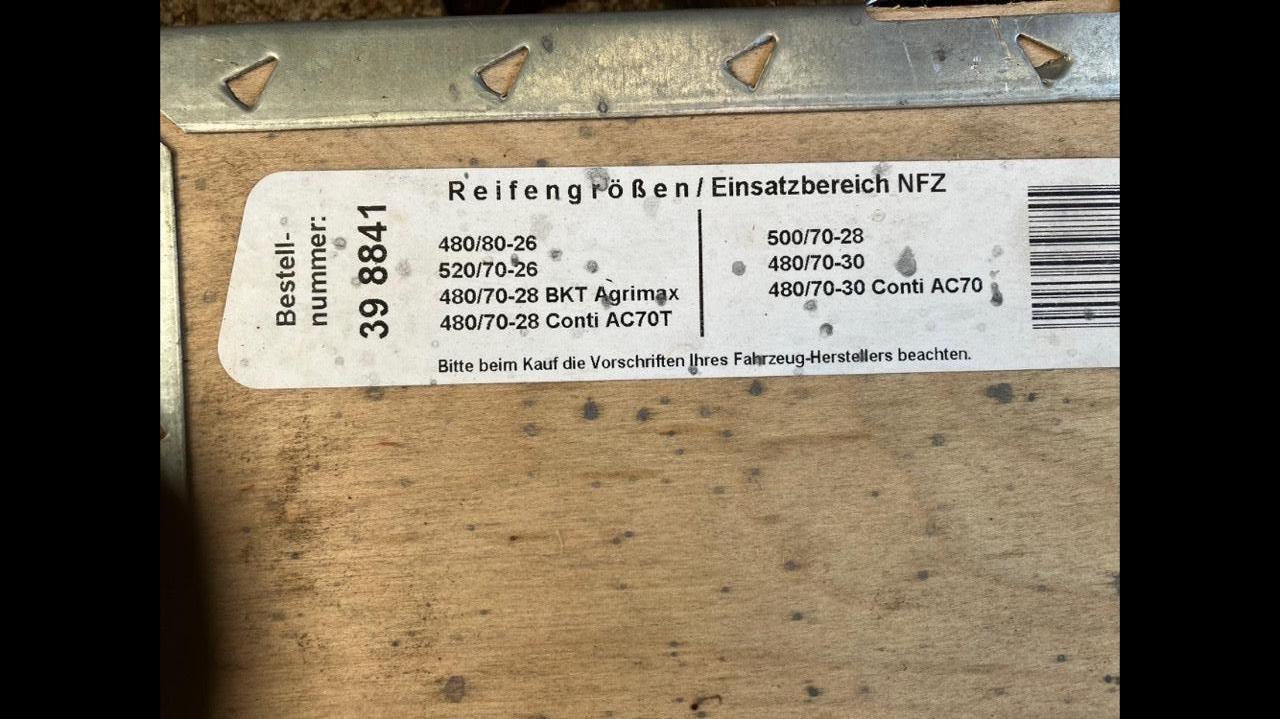 Bestell-
nummer:
39 8841
Reifengrößen / Einsatzbereich NFZ
480/80-26
520/70-26
480/70-28 BKT Agrimax
480/70-28 Conti AC70T
500/70-28
480/70-30
480/70-30 Conti AC70
Bitte beim Kauf die Vorschriften Ihres Fahrzeug-Herstellers beachten.